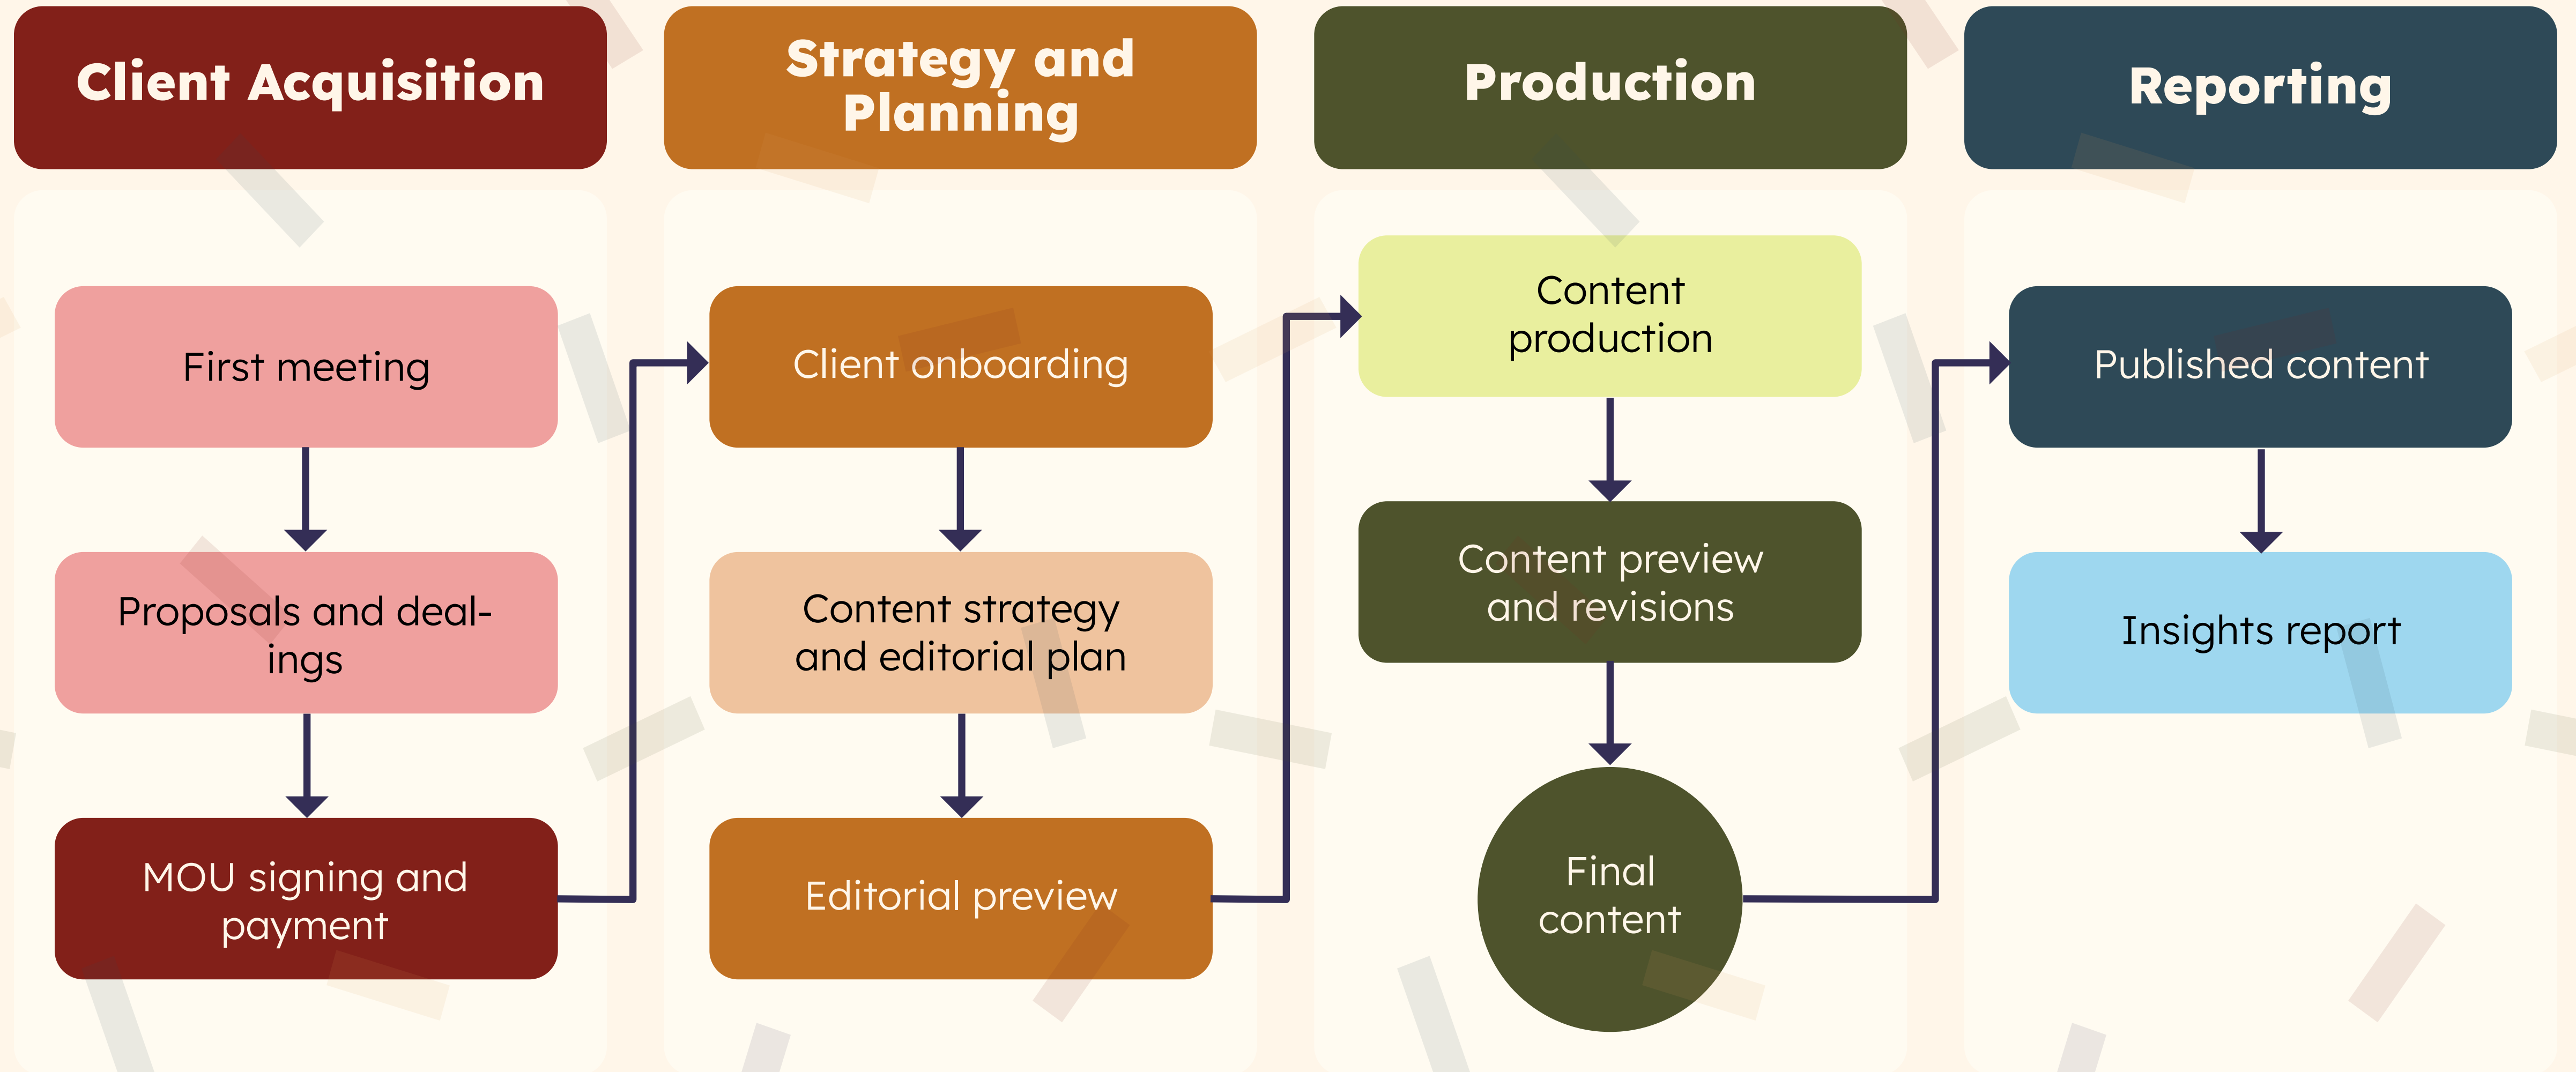 Client Acquisition
Strategy and
Planning
Production
Reporting
First meeting
Proposals and deal-
ings
MOU signing and
payment
Client onboarding
Content strategy
and editorial plan
Editorial preview
Content
production
Content preview
and revisions
Final
content
Published content
Insights report